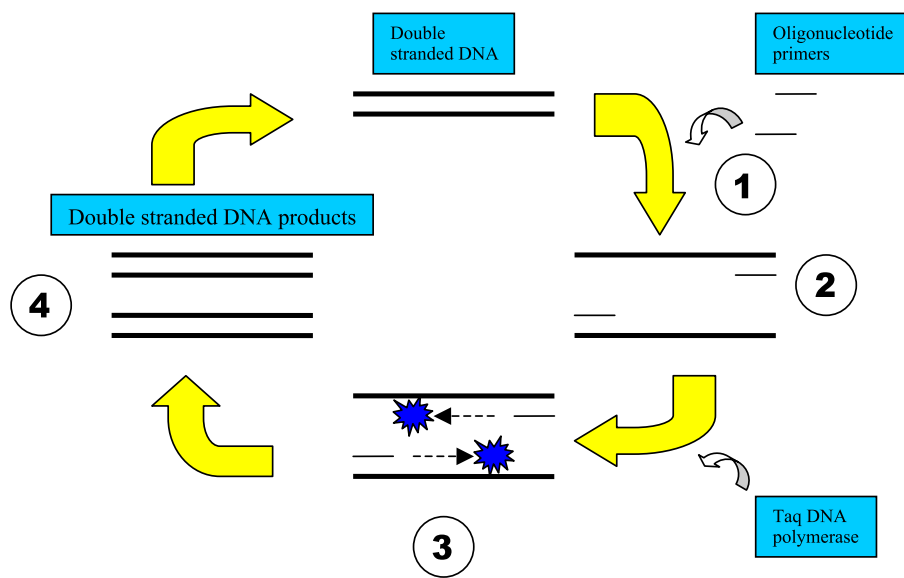 Double
stranded DNA
Oligonucleotide
primers
1
Double stranded DNA products
2
4
3
Taq DNA
polymerase